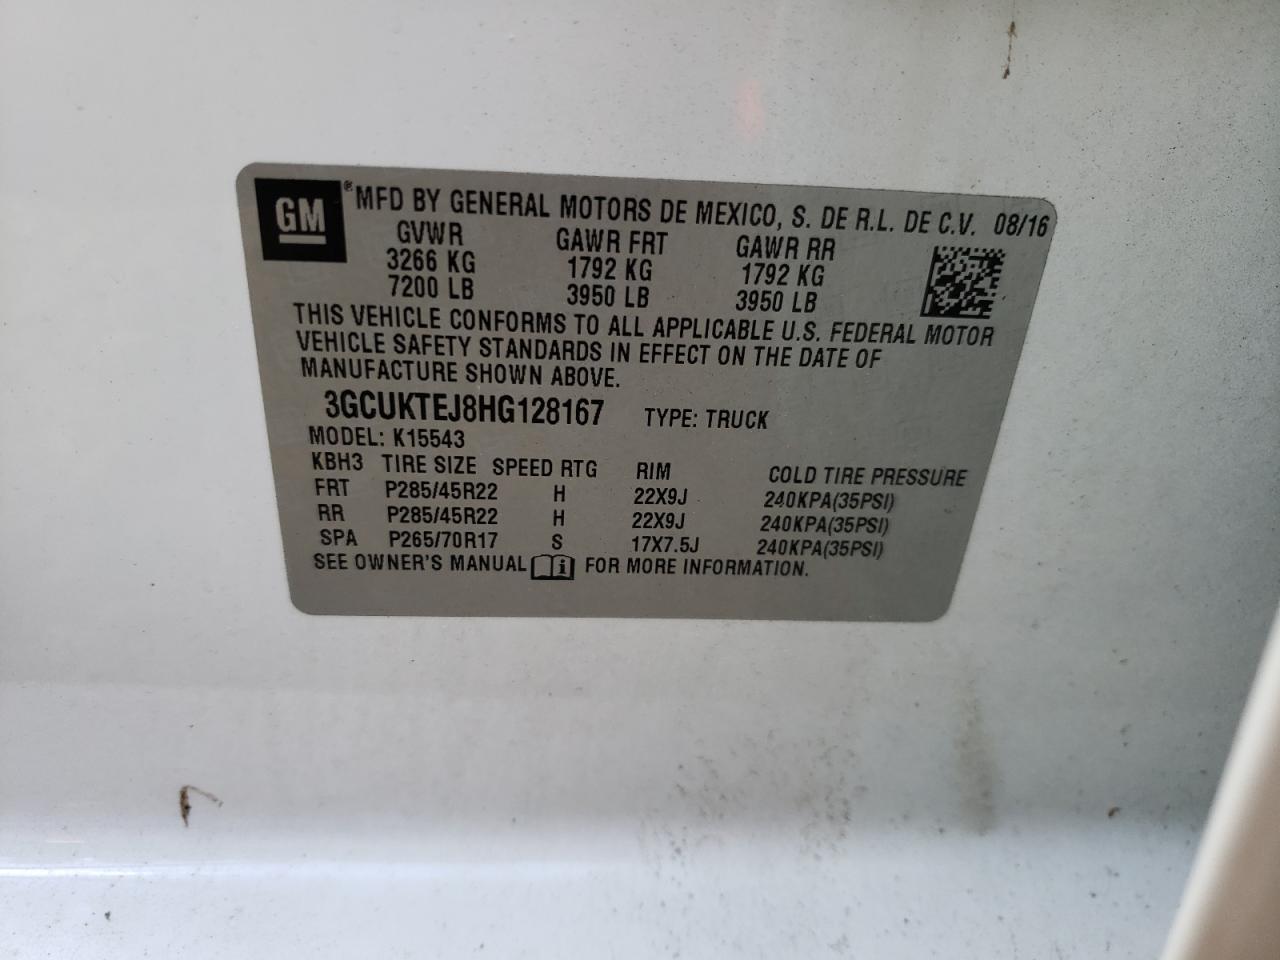 GM ® MFD BY GENERAL MOTORS DE MEXICO, S. DE R.L. DE C.V. 08/16
GVWR GAWR FRT GAWR RR
3266 KG 1792 KG 1792 KG
7200 LB 3950 LB 3950 LB
THIS VEHICLE CONFORMS TO ALL APPLICABLE U.S. FEDERAL MOTOR
VEHICLE SAFETY STANDARDS IN EFFECT ON THE DATE OF
MANUFACTURE SHOWN ABOVE.
3GCUKTEJ8HG128167 TYPE: TRUCK
MODEL: K15543
KBH3 TIRE SIZE SPEED RTG RIM COLD TIRE PRESSURE
FRT P285/45R22 H 22X9J 240KPA(35PSI)
RR P285/45R22 H 22X9J 240KPA(35PSI)
SPA P265/70R17 S 17X7.5J 240KPA(35PSI)
SEE OWNER'S MANUAL i FOR MORE INFORMATION.